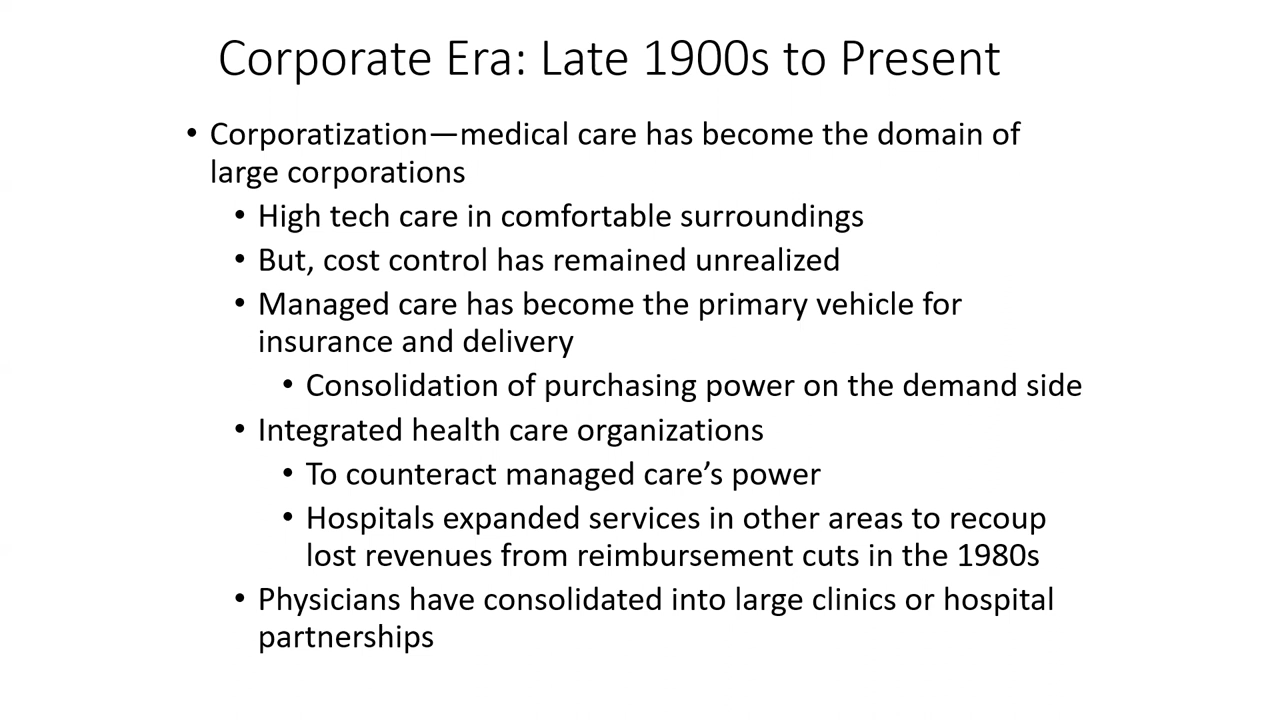 Corporate Era: Late 1900s to Present
• Corporatization—medical care has become the domain of
large corporations
• High tech care in comfortable surroundings
• But, cost control has remained unrealized
• Managed care has become the primary vehicle for
insurance and delivery
• Consolidation of purchasing power on the demand side
• Integrated health care organizations
• To counteract managed care’s power
• Hospitals expanded services in other areas to recoup
lost revenues from reimbursement cuts in the 1980s
• Physicians have consolidated into large clinics or hospital
partnerships